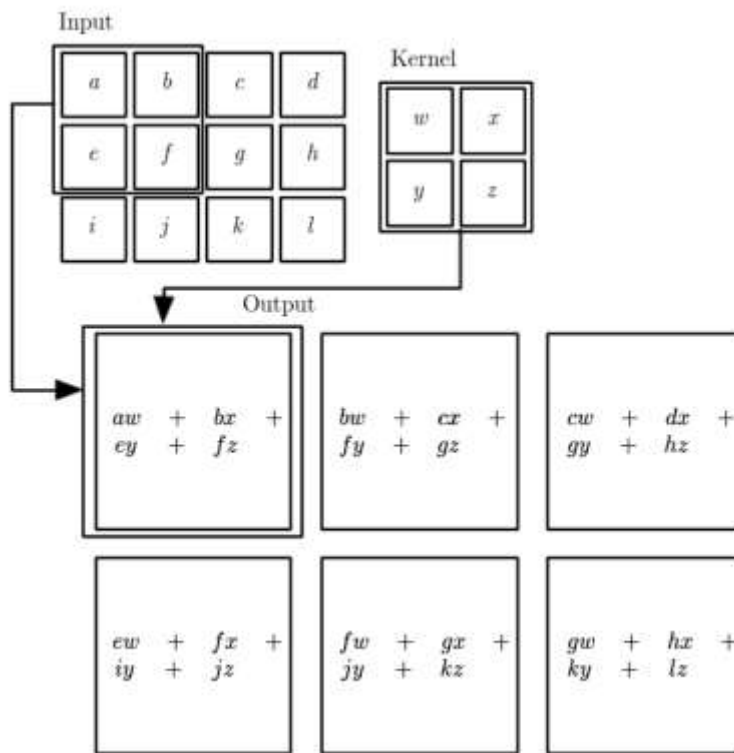 Input
a b c d
Kernel
w x
e f g h
y z
i j k l
Output
aw + bx +
ey + fz
bw + cx +
fy + gz
cw + dx +
gy + hz
ew + fx +
iy + jz
fw + gx +
jy + kz
gw + hx +
ky + lz